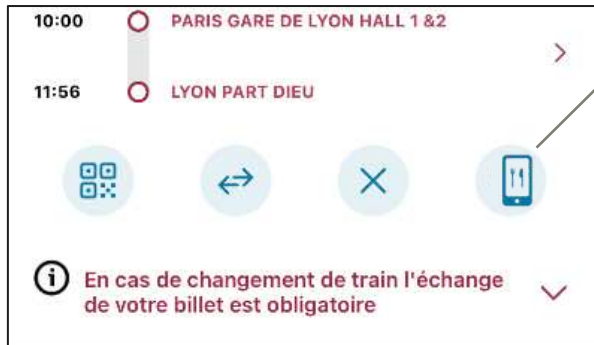 10:00 PARIS GARE DE LYON HALL 1 &2
11:56 LYON PART DIEU
En cas de changement de train l'échange
de votre billet est obligatoire